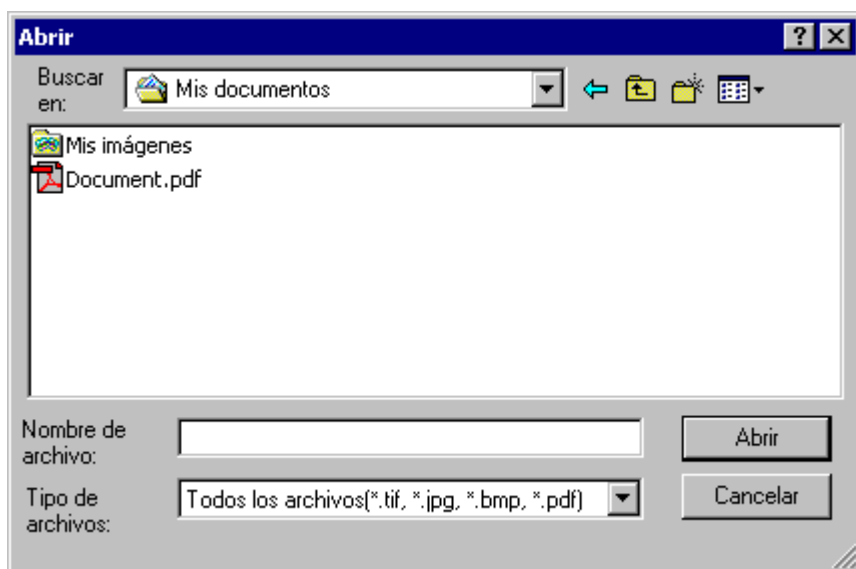 Abrir
Buscar
en:
Mis documentos
Mis imágenes
Document.pdf
Nombre de
archivo:
Abrir
Tipo de
archivos:
Todos los archivos(*.tif, *.jpg, *.bmp, *.pdf)
Cancelar